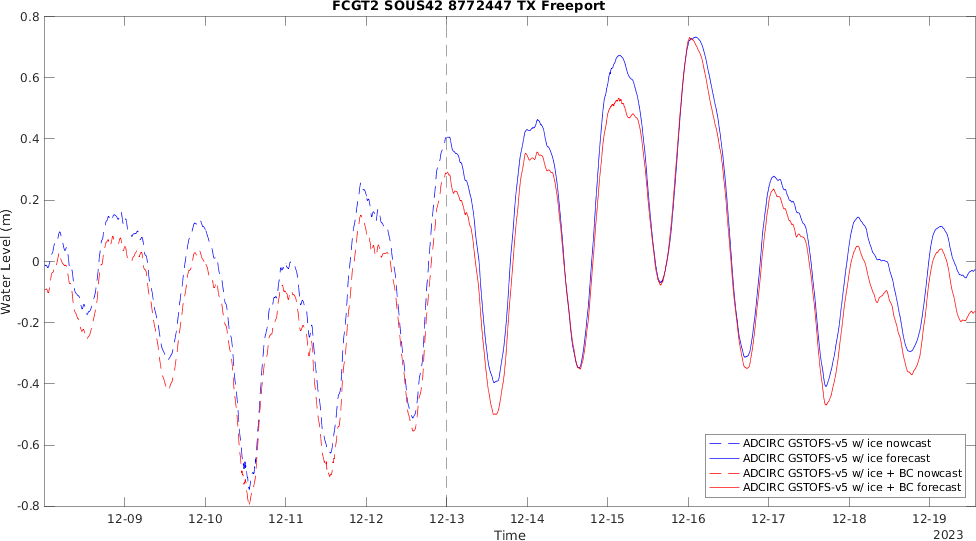 FCGT2 SOUS42 8772447 TX Freeport
0.8
0.6
0.4
0.2
0
-0.2
-0.4
-0.6
-0.8
Water Level (m)
12-09 12-10 12-11 12-12 12-13 12-14 12-15 12-16 12-17 12-18 12-19
Time
2023
ADCIRC GSTOFS-v5 w/ ice nowcast
ADCIRC GSTOFS-v5 w/ ice forecast
ADCIRC GSTOFS-v5 w/ ice + BC nowcast
ADCIRC GSTOFS-v5 w/ ice + BC forecast